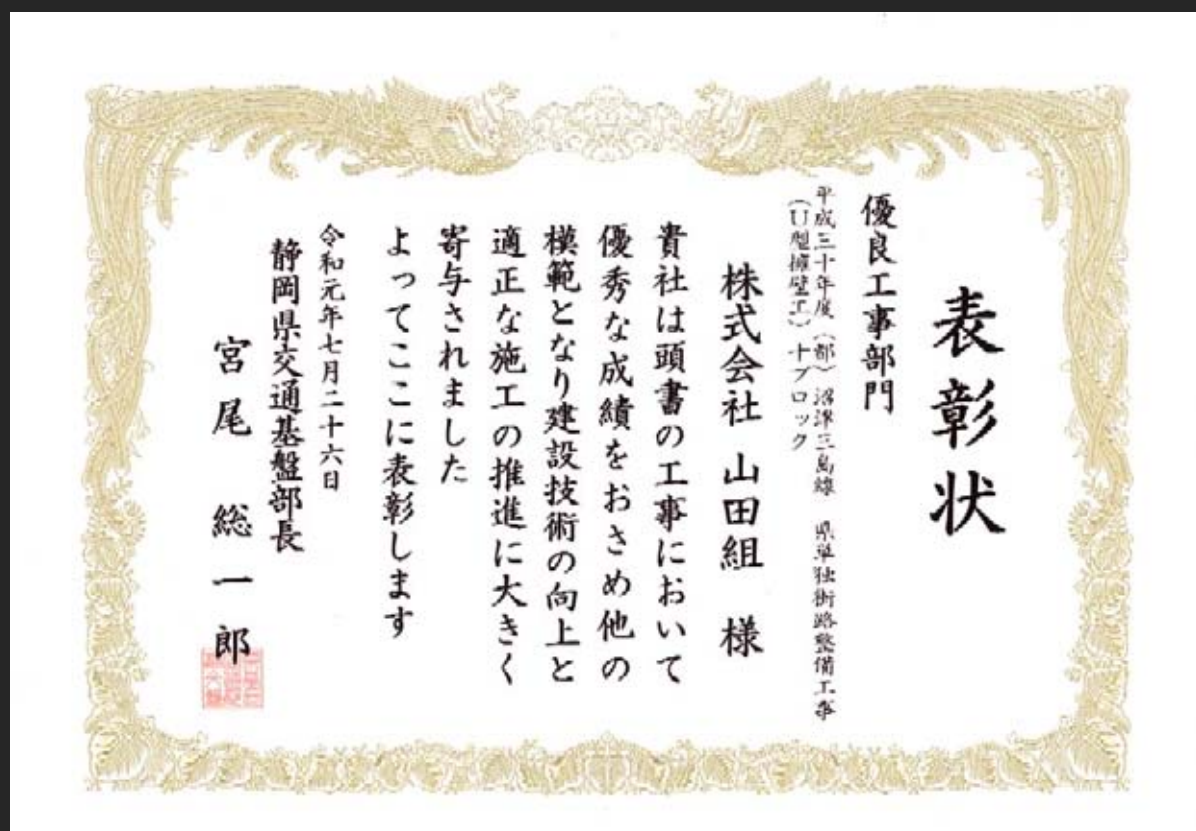 表彰状
優良工事部門
平成三十年度（都）沼津三島線　県単独街路整備工事
（U型擁壁工）十ブロック
株式会社 山田組　様
貴社は頭書の工事において
優秀な成績をおさめ他の
模範となり建設技術の向上と
適正な施工の推進に大きく
寄与されました
よってここに表彰します
令和元年七月二十六日
静岡県交通基盤部長
宮尾　総一郎